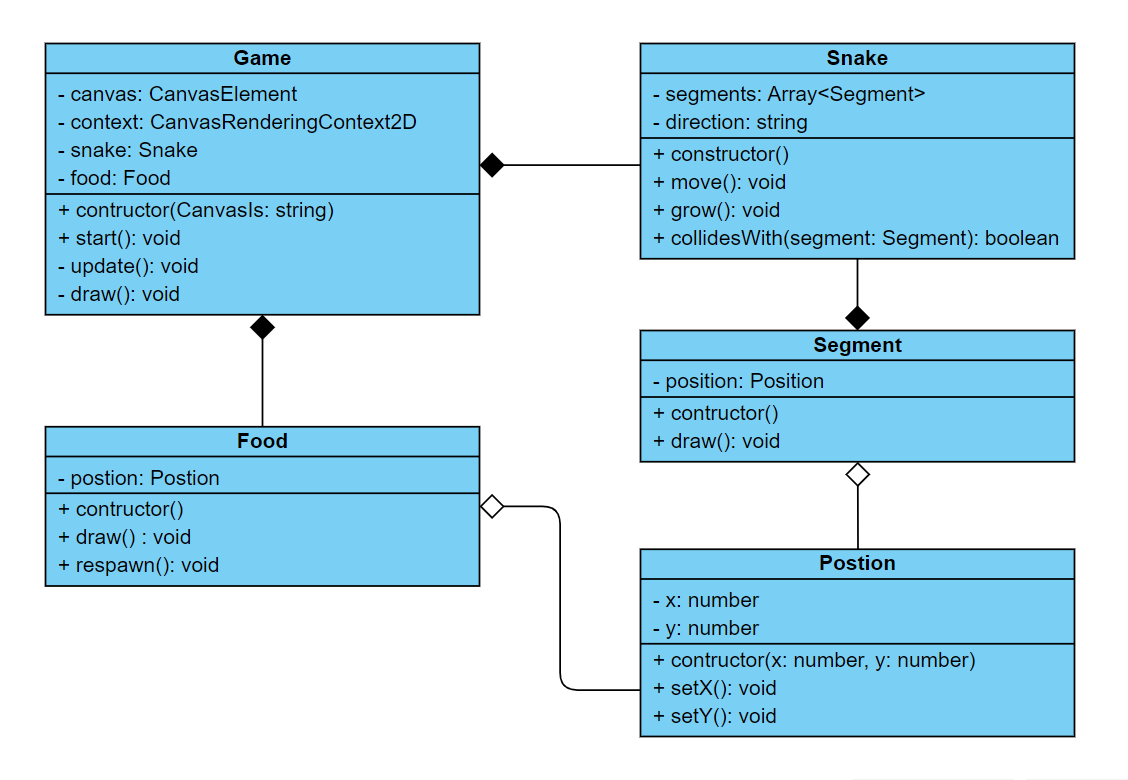 Game
- canvas: CanvasElement
- context: CanvasRenderingContext2D
- snake: Snake
- food: Food
+ contructor(CanvasIs: string)
+ start(): void
- update(): void
- draw(): void
Snake
- segments: Array<Segment>
- direction: string
+ constructor()
+ move(): void
+ grow(): void
+ collidesWith(segment: Segment): boolean
Segment
- position: Position
+ contructor()
+ draw(): void
Food
- postion: Postion
+ contructor()
+ draw() : void
+ respawn(): void
Postion
- x: number
- y: number
+ contructor(x: number, y: number)
+ setX(): void
+ setY(): void